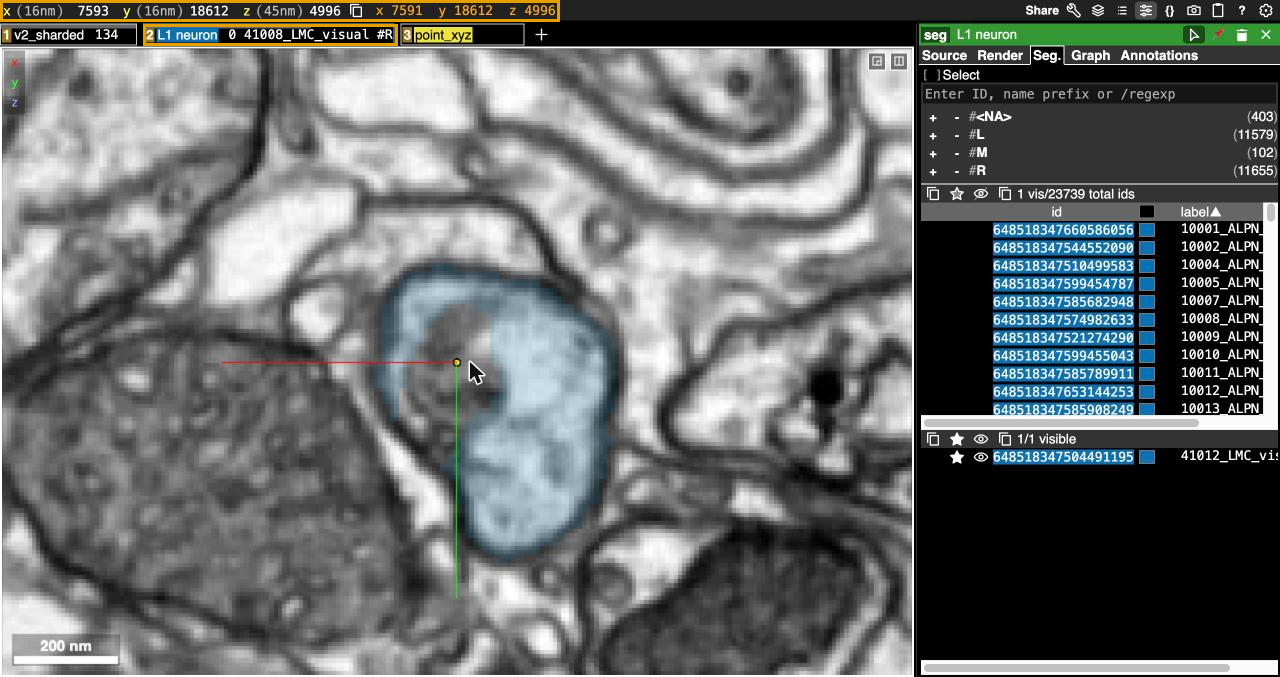 x (16nm) 7593 y (16nm) 18612 z (45nm) 4996 x 7591 y 18612 z 4996
Share {} ?
1 v2_sharded 134 2 L1 neuron 0 41008_LMC_visual #R 3 point_xyz +
seg L1 neuron
Source Render Seg. Graph Annotations
[ ]Select
Enter ID, name prefix or /regexp
+ - #<NA> (403)
+ - #L (11579)
+ - #M (102)
+ - #R (11655)
1 vis/23739 total ids
id label▲
648518347660586056 10001_ALPN_
648518347544552090 10002_ALPN_
648518347510499583 10004_ALPN_
648518347599454787 10005_ALPN_
648518347585682948 10007_ALPN_
648518347574982633 10008_ALPN_
648518347521274290 10009_ALPN_
648518347599455043 10010_ALPN_
648518347585789911 10011_ALPN_
648518347653144253 10012_ALPN_
648518347585908249 10013_ALPN_
1/1 visible
648518347504491195 41012_LMC_vis
x
y
z
200 nm